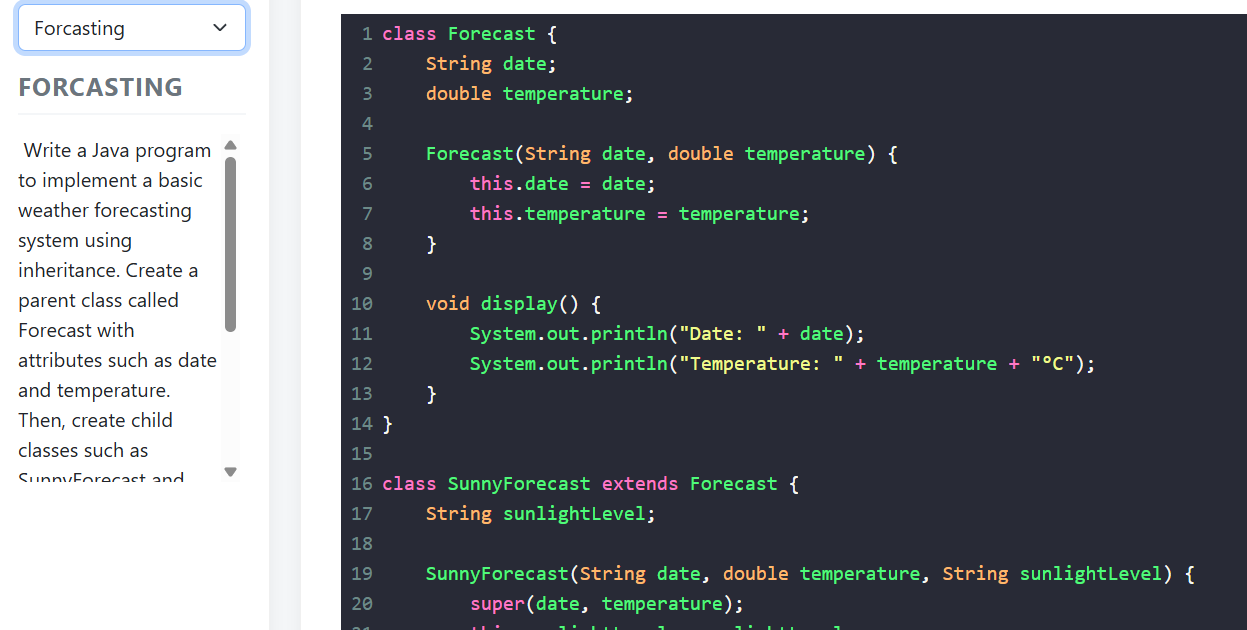 Forcasting
FORCASTING
Write a Java program
to implement a basic
weather forecasting
system using
inheritance. Create a
parent class called
Forecast with
attributes such as date
and temperature.
Then, create child
classes such as
SunnyForecast and
1 class Forecast {
2     String date;
3     double temperature;
4
5     Forecast(String date, double temperature) {
6         this.date = date;
7         this.temperature = temperature;
8     }
9
10     void display() {
11         System.out.println("Date: " + date);
12         System.out.println("Temperature: " + temperature + "°C");
13     }
14 }
15
16 class SunnyForecast extends Forecast {
17     String sunlightLevel;
18
19     SunnyForecast(String date, double temperature, String sunlightLevel) {
20         super(date, temperature);